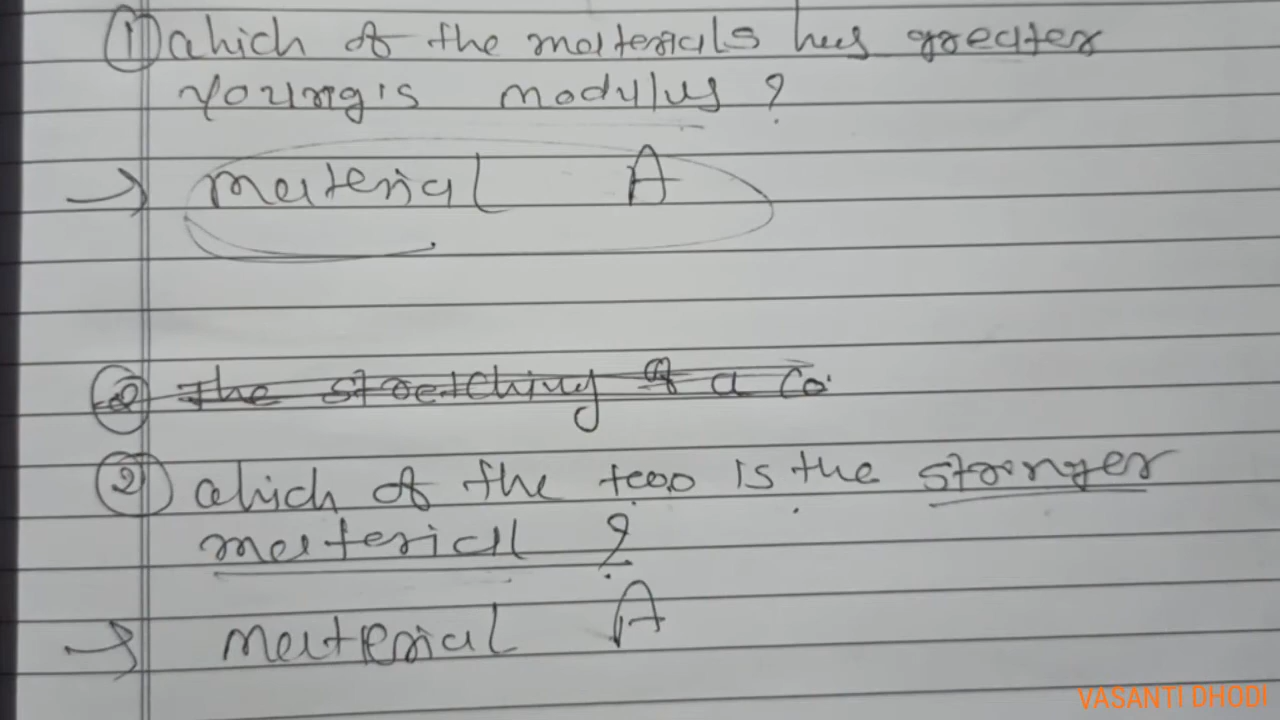 ① which of the materials has greater
young's modulus ?
→ material A
② The stretching of a co
② which of the two is the stronger
material ?
→ material A
VASANTI DHODI